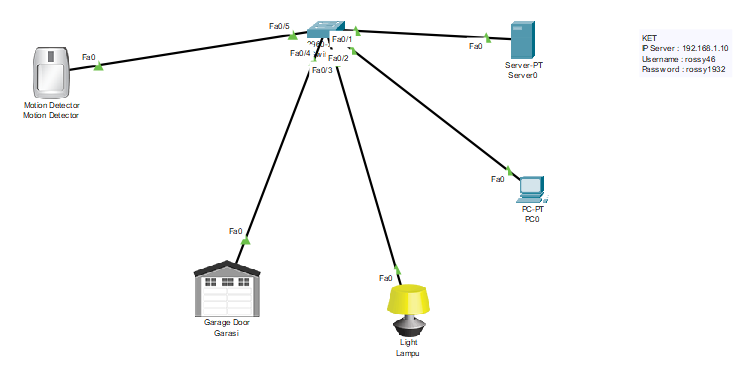 Fa0/5
Fa0/1
Fa0/4
Fa0/2
Fa0/3
Fa0
Motion Detector
Motion Detector
Fa0
Server-PT
Server0
KET
IP Server : 192.168.1.10
Username : rossy46
Password : rossy1932
Fa0
PC-PT
PC0
Fa0
Garage Door
Garasi
Fa0
Light
Lampu